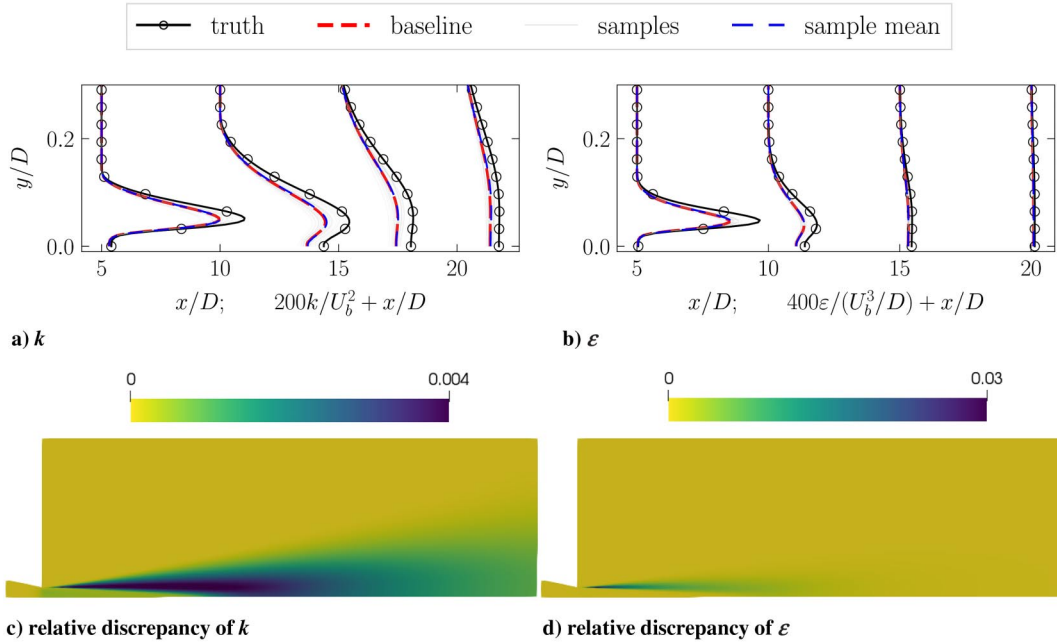 truth baseline samples sample mean
0.2
y/D
0.0
5 10 15 20
x/D; 200k/U_b^2 + x/D
a) k
0.2
y/D
0.0
5 10 15 20
x/D; 400ε/(U_b^3/D) + x/D
b) ε
0 0.004
0 0.03
c) relative discrepancy of k
d) relative discrepancy of ε